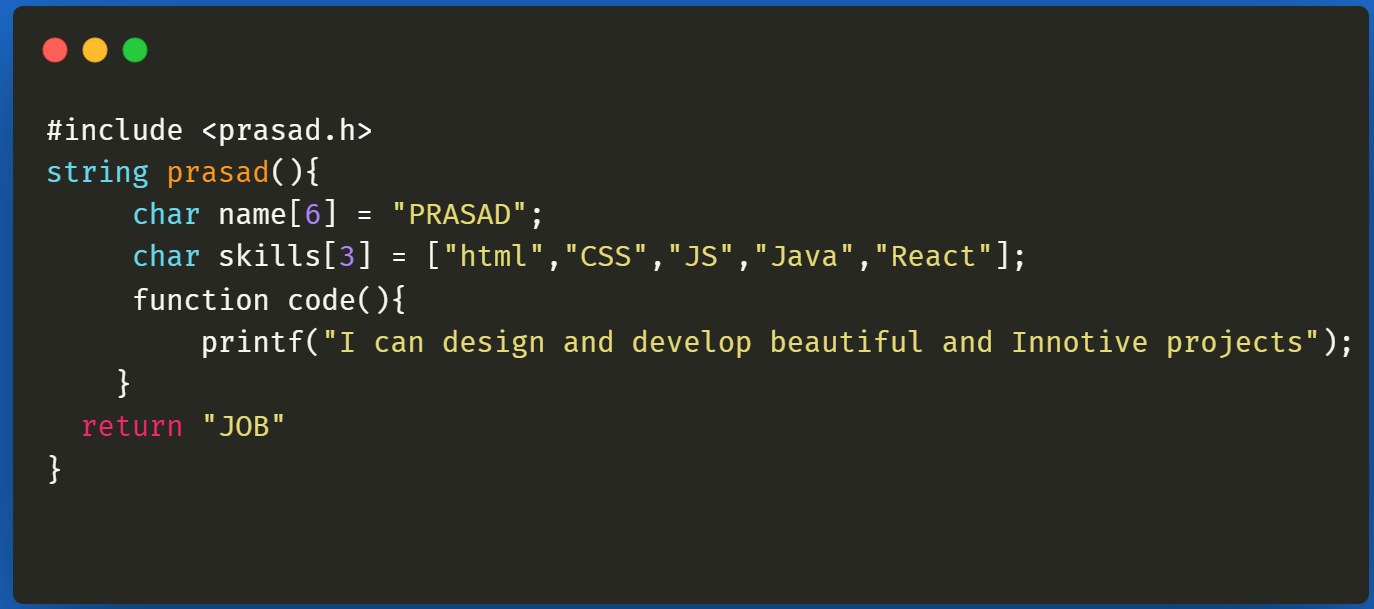 #include <prasad.h>
string prasad(){
     char name[6] = "PRASAD";
     char skills[3] = ["html","CSS","JS","Java","React"];
     function code(){
         printf("I can design and develop beautiful and Innotive projects");
    }
  return "JOB"
}